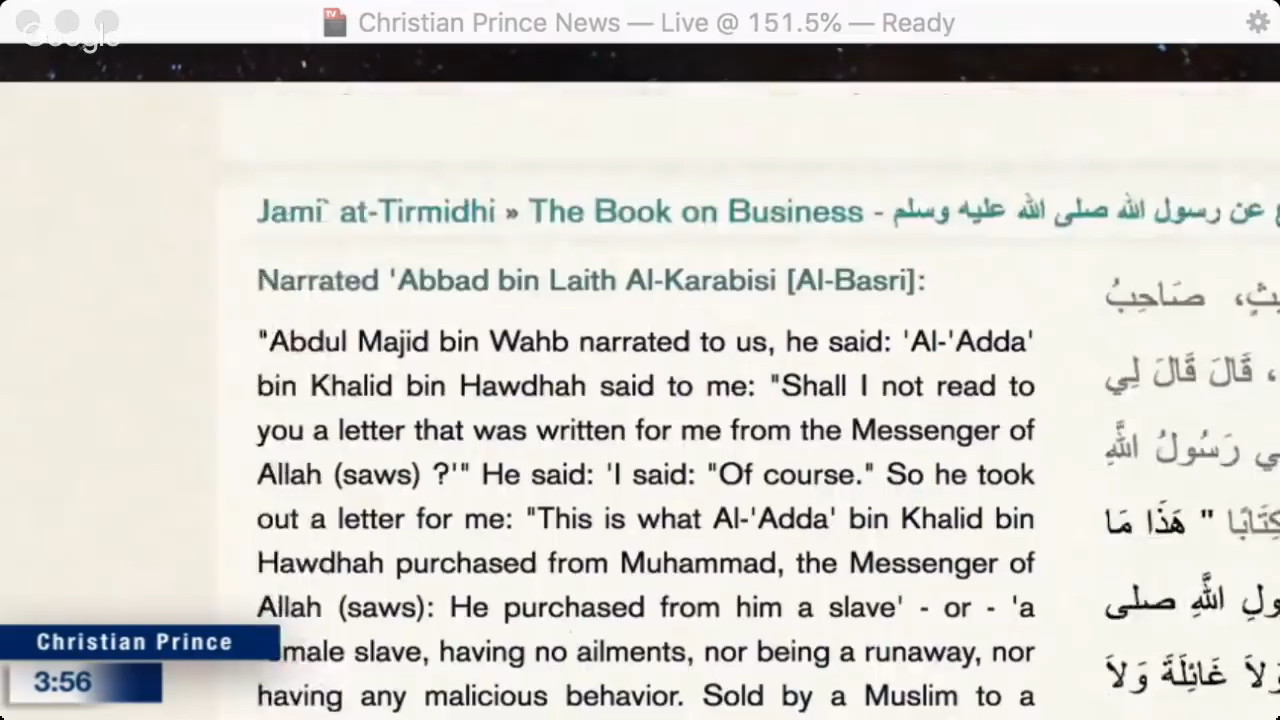 Christian Prince News — Live @ 151.5% — Ready
Google
Jami` at-Tirmidhi » The Book on Business - عن رسول الله صلى الله عليه وسلم
Narrated 'Abbad bin Laith Al-Karabisi [Al-Basri]:
"Abdul Majid bin Wahb narrated to us, he said: 'Al-'Adda'
bin Khalid bin Hawdhah said to me: "Shall I not read to
you a letter that was written for me from the Messenger of
Allah (saws) ?'" He said: 'I said: "Of course." So he took
out a letter for me: "This is what Al-'Adda' bin Khalid bin
Hawdhah purchased from Muhammad, the Messenger of
Allah (saws): He purchased from him a slave' - or - 'a
male slave, having no ailments, nor being a runaway, nor
having any malicious behavior. Sold by a Muslim to a
صَاحِبُ
، قَالَ قَالَ لِي
رَسُولُ اللَّهِ
كِتَابًا " هَذَا مَا
اللَّهِ صلى
غَائِلَةَ وَلاَ
Christian Prince
3:56